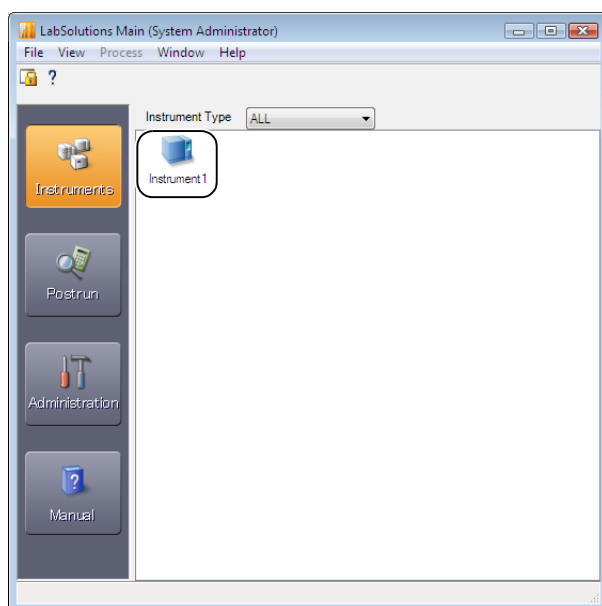 LabSolutions Main (System Administrator)
File View Process Window Help
?
Instrument Type ALL
Instrument1
Instruments
Postrun
Administration
?
Manual